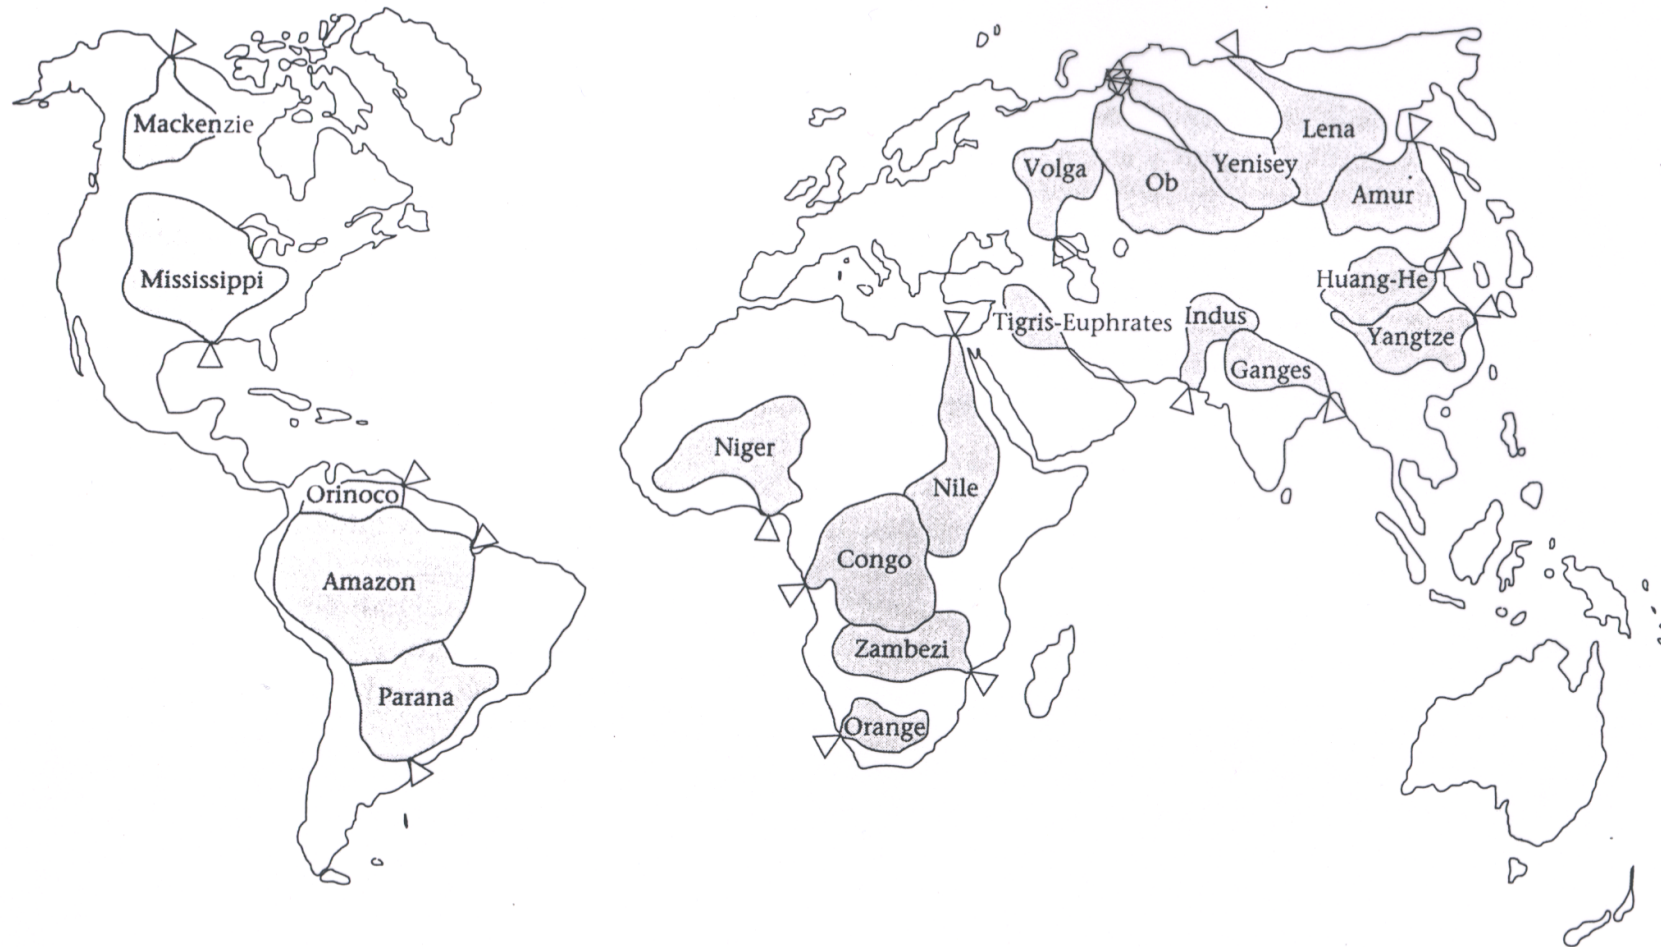 Mackenzie
Mississippi
Orinoco
Amazon
Parana
Niger
Nile
Congo
Zambezi
Orange
Volga
Ob
Yenisey
Lena
Amur
Huang-He
Yangtze
Tigris-Euphrates
Indus
Ganges